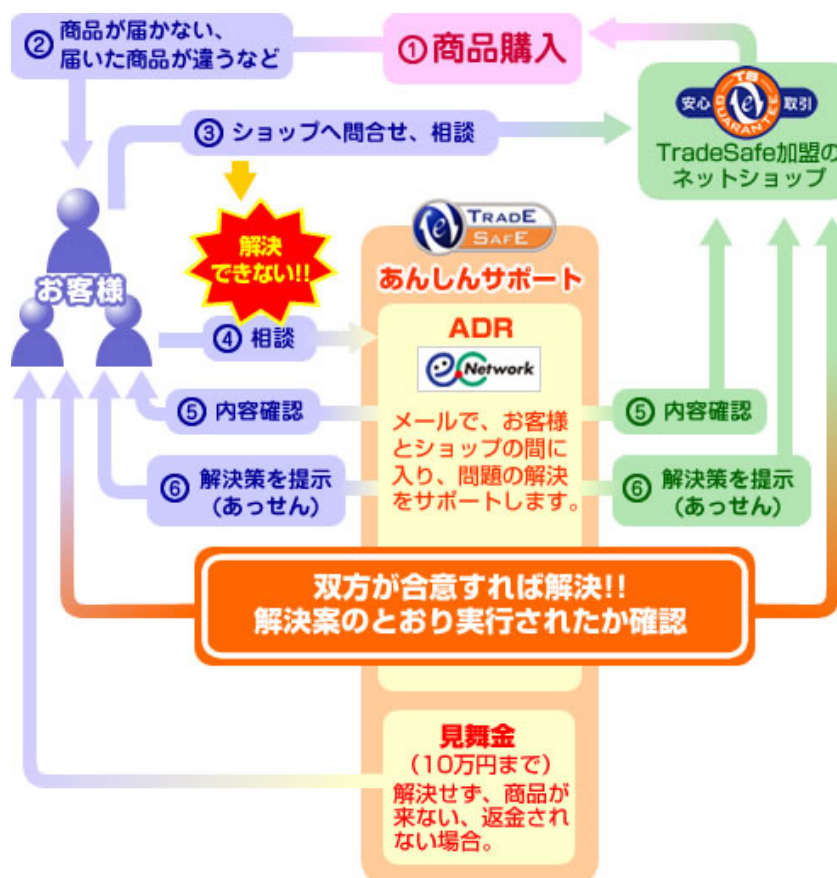 ① 商品購入
② 商品が届かない、
届いた商品が違うなど
安心 取引
TS GUARANTEE
TradeSafe加盟の
ネットショップ
③ ショップへ問合せ、相談
解決
できない!!
お客様
TRADE
SAFE
あんしんサポート
④ 相談
ADR
Network
メールで、お客様
とショップの間に
入り、問題の解決
をサポートします。
⑤ 内容確認
⑤ 内容確認
⑥ 解決策を提示
(あっせん)
⑥ 解決策を提示
(あっせん)
双方が合意すれば解決!!
解決案のとおり実行されたか確認
見舞金
(10万円まで)
解決せず、商品が
来ない、返金され
ない場合。